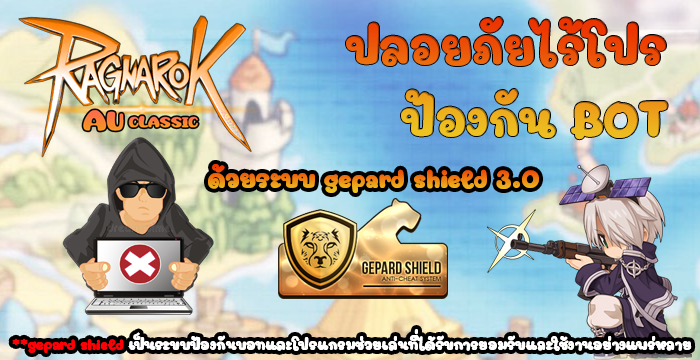 RAGNAROK
AU CLASSIC
ปลอดภัยไร้โปร
ป้องกัน BOT
ด้วยระบบ gepard shield 3.0
GEPARD SHIELD
ANTI-CHEAT SYSTEM
**gepard shield เป็นระบบป้องกันบอทและโปรแกรมช่วยเล่นที่ได้รับการยอมรับและใช้งานอย่างแพร่หลาย